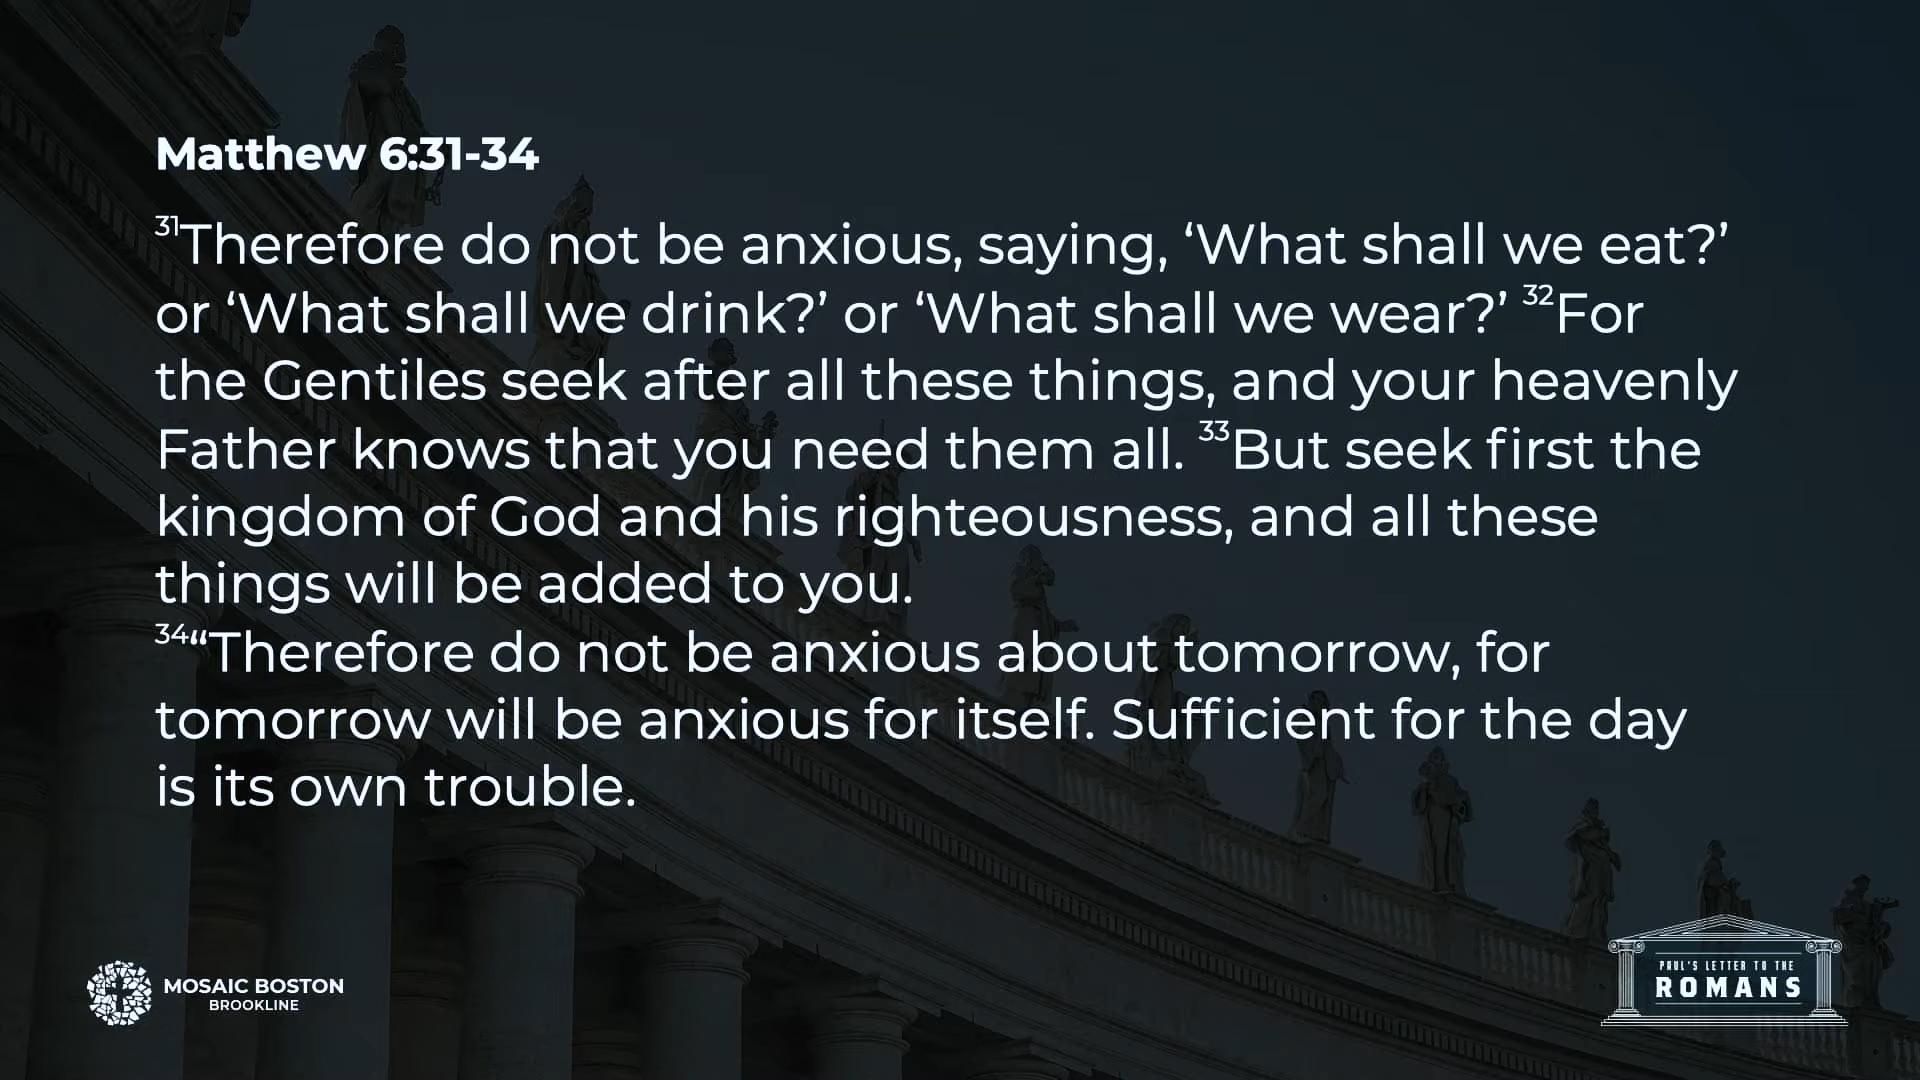 Matthew 6:31-34
31Therefore do not be anxious, saying, ‘What shall we eat?’
or ‘What shall we drink?’ or ‘What shall we wear?’ 32For
the Gentiles seek after all these things, and your heavenly
Father knows that you need them all. 33But seek first the
kingdom of God and his righteousness, and all these
things will be added to you.
34“Therefore do not be anxious about tomorrow, for
tomorrow will be anxious for itself. Sufficient for the day
is its own trouble.
MOSAIC BOSTON
BROOKLINE
PAUL'S LETTER TO THE
ROMANS